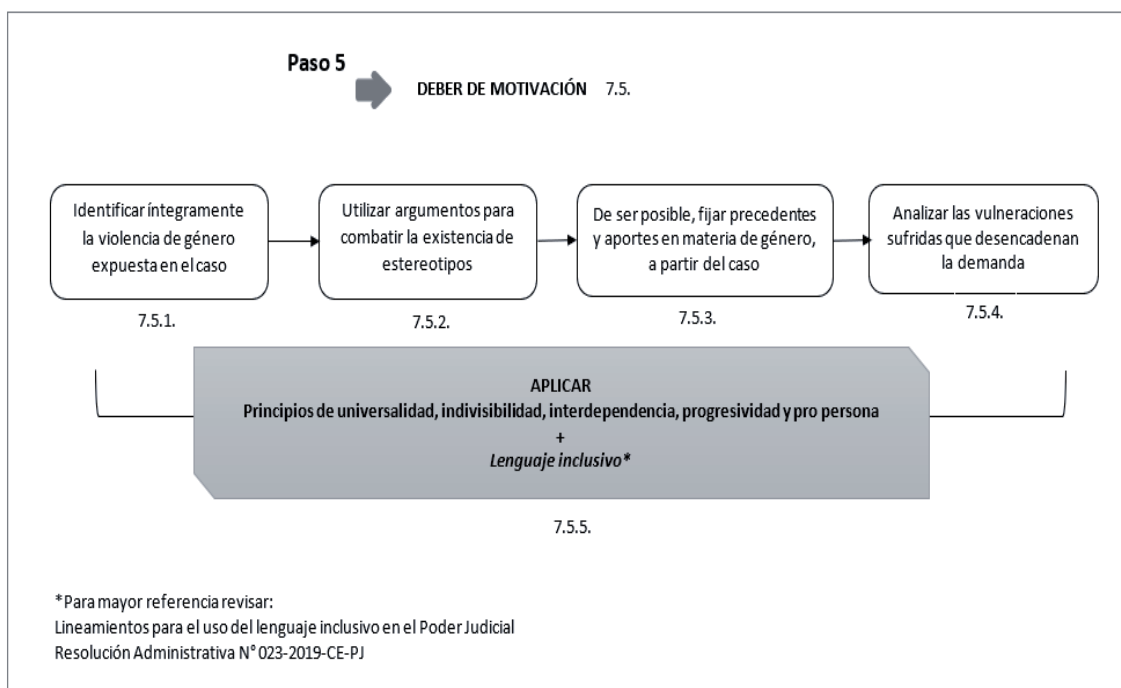 Paso 5
DEBER DE MOTIVACIÓN 7.5.
Identificar íntegramente
la violencia de género
expuesta en el caso
7.5.1.
Utilizar argumentos para
combatir la existencia de
estereotipos
7.5.2.
De ser posible, fijar precedentes
y aportes en materia de género,
a partir del caso
7.5.3.
Analizar las vulneraciones
sufridas que desencadenan
la demanda
7.5.4.
APLICAR
Principios de universalidad, indivisibilidad, interdependencia, progresividad y pro persona
+
Lenguaje inclusivo*
7.5.5.
*Para mayor referencia revisar:
Lineamientos para el uso del lenguaje inclusivo en el Poder Judicial
Resolución Administrativa N° 023-2019-CE-PJ